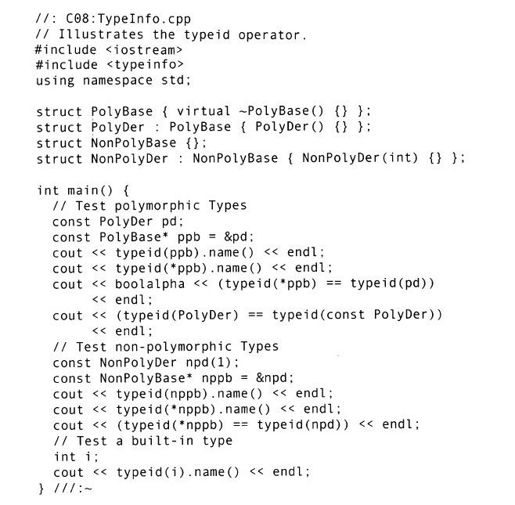 //: C08:TypeInfo.cpp
// Illustrates the typeid operator.
#include <iostream>
#include <typeinfo>
using namespace std;

struct PolyBase { virtual ~PolyBase() {} };
struct PolyDer : PolyBase { PolyDer() {} };
struct NonPolyBase {};
struct NonPolyDer : NonPolyBase { NonPolyDer(int) {} };

int main() {
  // Test polymorphic Types
  const PolyDer pd;
  const PolyBase* ppb = &pd;
  cout << typeid(ppb).name() << endl;
  cout << typeid(*ppb).name() << endl;
  cout << boolalpha << (typeid(*ppb) == typeid(pd))
       << endl;
  cout << (typeid(PolyDer) == typeid(const PolyDer))
       << endl;
  // Test non-polymorphic Types
  const NonPolyDer npd(1);
  const NonPolyBase* nppb = &npd;
  cout << typeid(nppb).name() << endl;
  cout << typeid(*nppb).name() << endl;
  cout << (typeid(*nppb) == typeid(npd)) << endl;
  // Test a built-in type
  int i;
  cout << typeid(i).name() << endl;
} ///:~